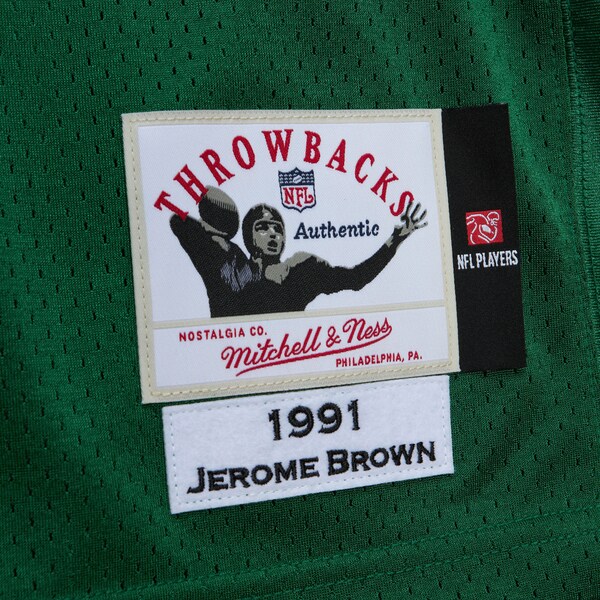 THROWBACKS
NFL
Authentic
NOSTALGIA CO.
Mitchell & Ness
PHILADELPHIA, PA.
NFL PLAYERS
1991
JEROME BROWN